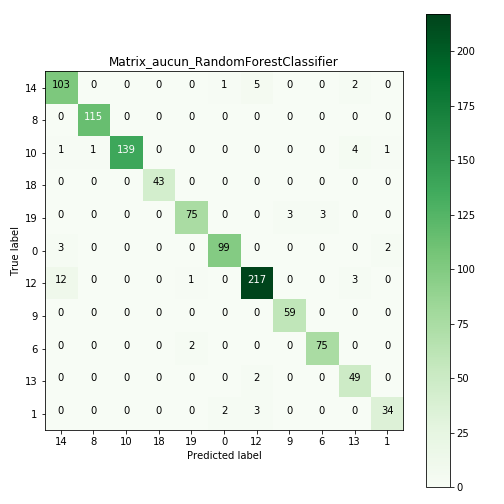 Matrix_aucun_RandomForestClassifier
14 103 0 0 0 0 1 5 0 0 2 0
8 0 115 0 0 0 0 0 0 0 0 0
10 1 1 139 0 0 0 0 0 0 4 1
18 0 0 0 43 0 0 0 0 0 0 0
19 0 0 0 0 75 0 0 3 3 0 0
0 3 0 0 0 0 99 0 0 0 0 2
12 12 0 0 0 1 0 217 0 0 3 0
9 0 0 0 0 0 0 0 59 0 0 0
6 0 0 0 0 2 0 0 0 75 0 0
13 0 0 0 0 0 0 2 0 0 49 0
1 0 0 0 0 0 2 3 0 0 0 34
14 8 10 18 19 0 12 9 6 13 1
Predicted label
True label
200
175
150
125
100
75
50
25
0